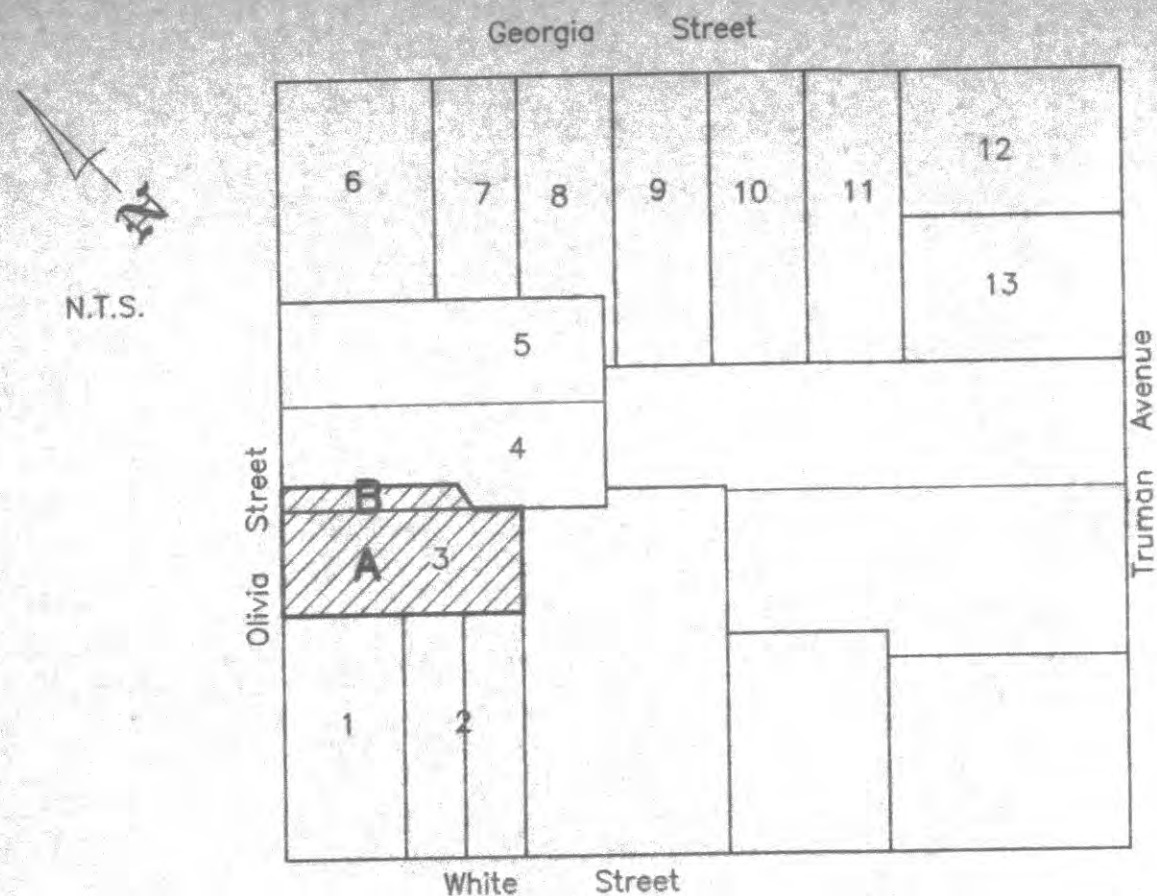 Georgia Street
N
N.T.S.
6 7 8 9 10 11 12
13
5
4
B
A 3
1 2
Olivia Street
Truman Avenue
White Street